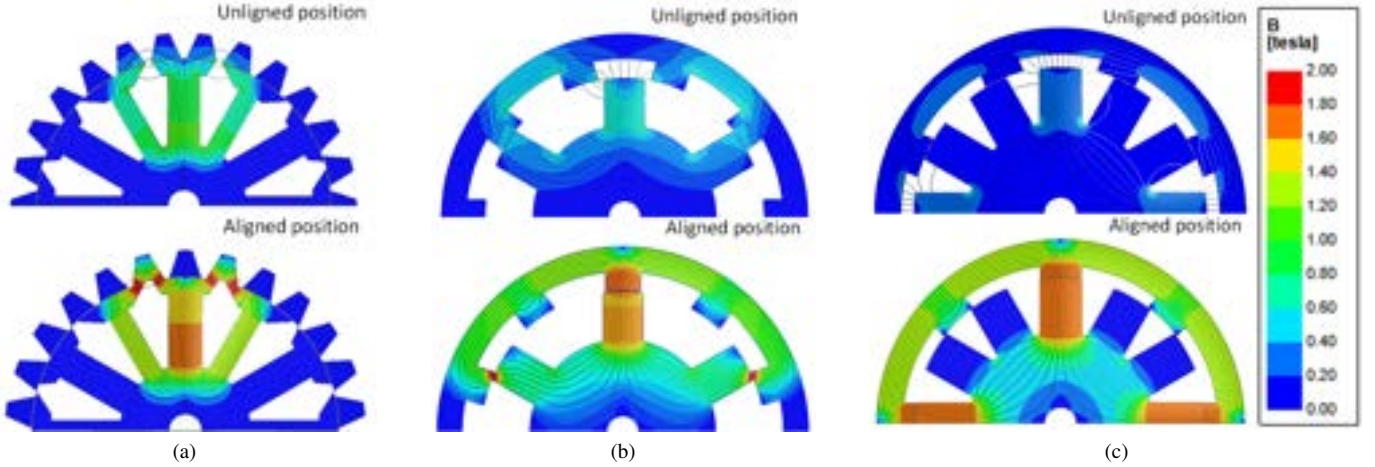 Unligned position
Unligned position
Unligned position
B
[tesla]
2.00
1.80
1.60
1.40
1.20
1.00
0.80
0.60
0.40
0.20
0.00
Aligned position
Aligned position
Aligned position
(a)
(b)
(c)